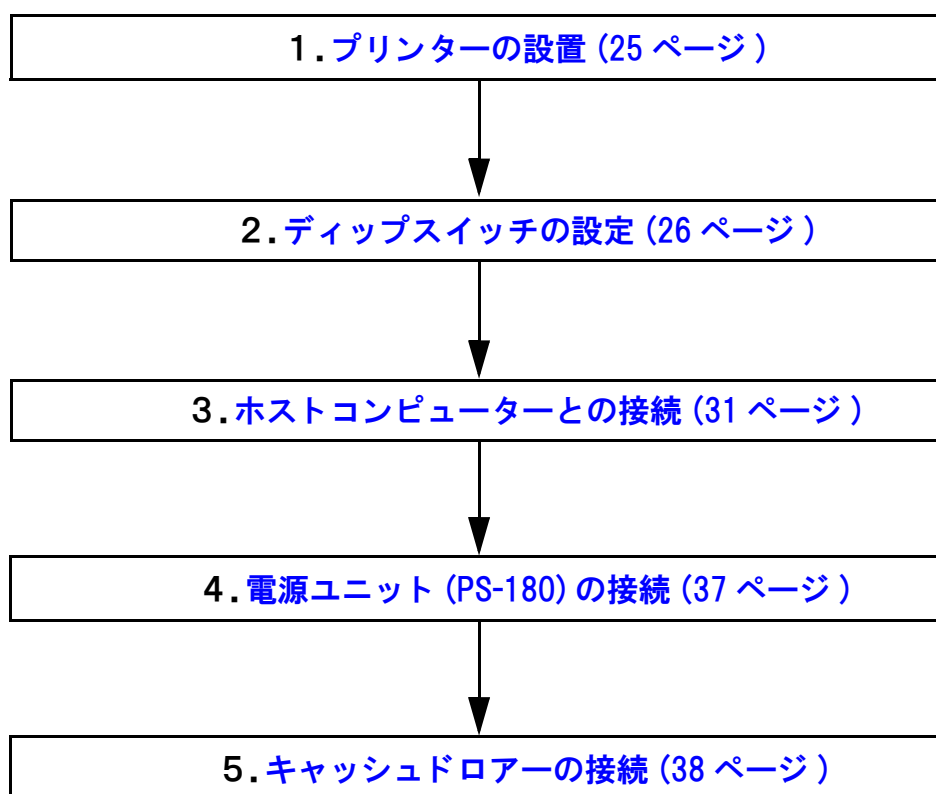 1.プリンターの設置 (25 ページ )
2.ディップスイッチの設定 (26 ページ )
3.ホストコンピューターとの接続 (31 ページ )
4.電源ユニット (PS-180) の接続 (37 ページ )
5.キャッシュドロアーの接続 (38 ページ )